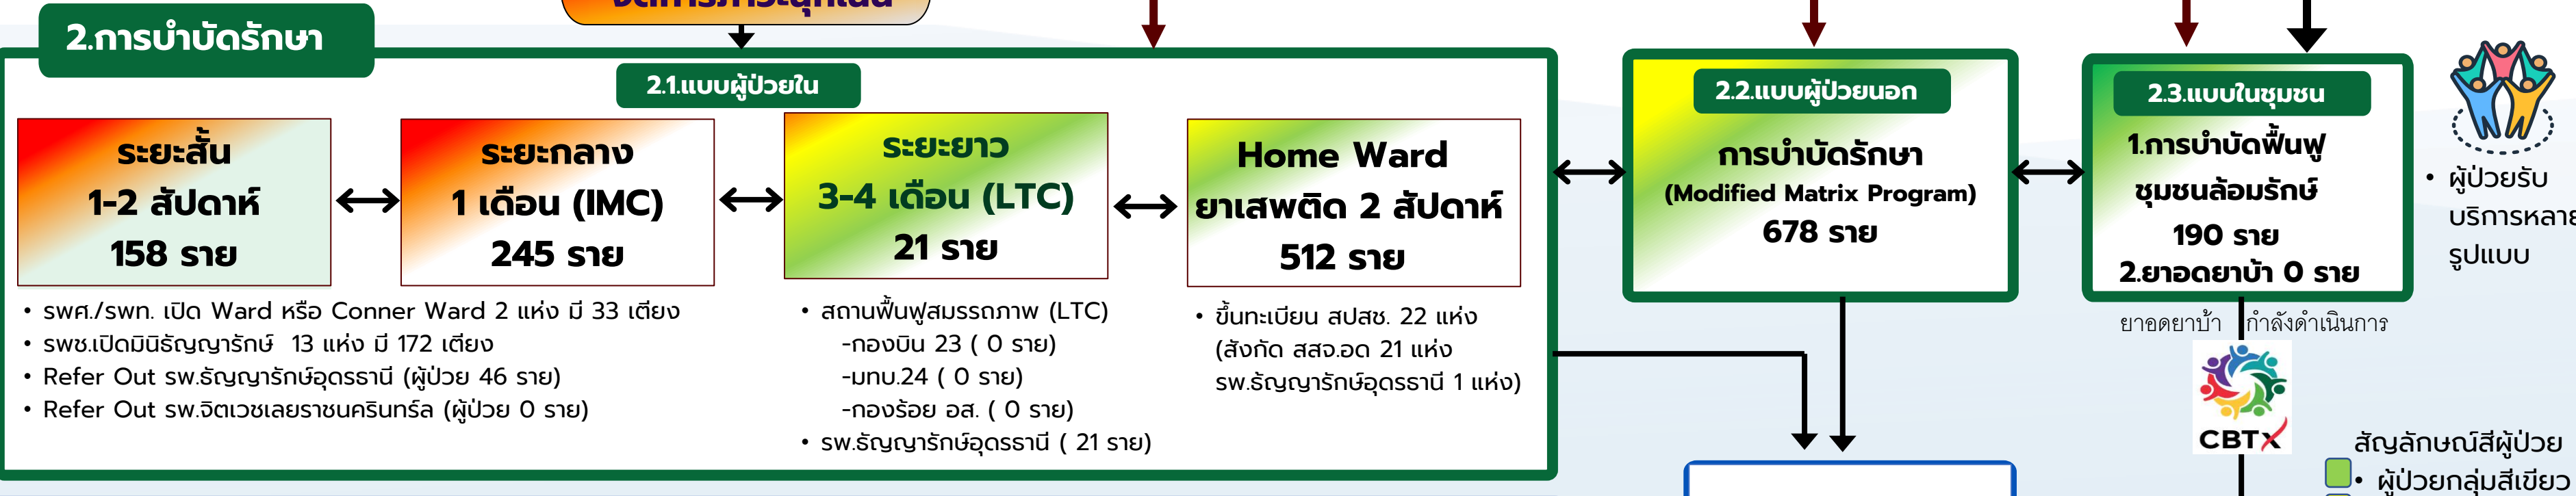 จัดการภาวะฉุกเฉิน
2.การบำบัดรักษา
2.1.แบบผู้ป่วยใน
ระยะสั้น
1-2 สัปดาห์
158 ราย
ระยะกลาง
1 เดือน (IMC)
245 ราย
ระยะยาว
3-4 เดือน (LTC)
21 ราย
Home Ward
ยาเสพติด 2 สัปดาห์
512 ราย
• รพศ./รพท. เปิด Ward หรือ Conner Ward 2 แห่ง มี 33 เตียง
• รพช.เปิดมินิธัญญารักษ์ 13 แห่ง มี 172 เตียง
• Refer Out รพ.ธัญญารักษ์อุดรธานี (ผู้ป่วย 46 ราย)
• Refer Out รพ.จิตเวชเลยราชนครินทร์ล (ผู้ป่วย 0 ราย)
• สถานฟื้นฟูสมรรถภาพ (LTC)
-กองบิน 23 ( 0 ราย)
-มทบ.24 ( 0 ราย)
-กองร้อย อส. ( 0 ราย)
• รพ.ธัญญารักษ์อุดรธานี ( 21 ราย)
• ขึ้นทะเบียน สปสช. 22 แห่ง
(สังกัด สสจ.อด 21 แห่ง
รพ.ธัญญารักษ์อุดรธานี 1 แห่ง)
2.2.แบบผู้ป่วยนอก
การบำบัดรักษา
(Modified Matrix Program)
678 ราย
2.3.แบบในชุมชน
1.การบำบัดฟื้นฟู
ชุมชนล้อมรักษ์
190 ราย
2.ยาอดยาบ้า 0 ราย
ยาอดยาบ้า กำลังดำเนินการ
CBTx
• ผู้ป่วยรับ
บริการหลาย
รูปแบบ
สัญลักษณ์สีผู้ป่วย
• ผู้ป่วยกลุ่มสีเขียว